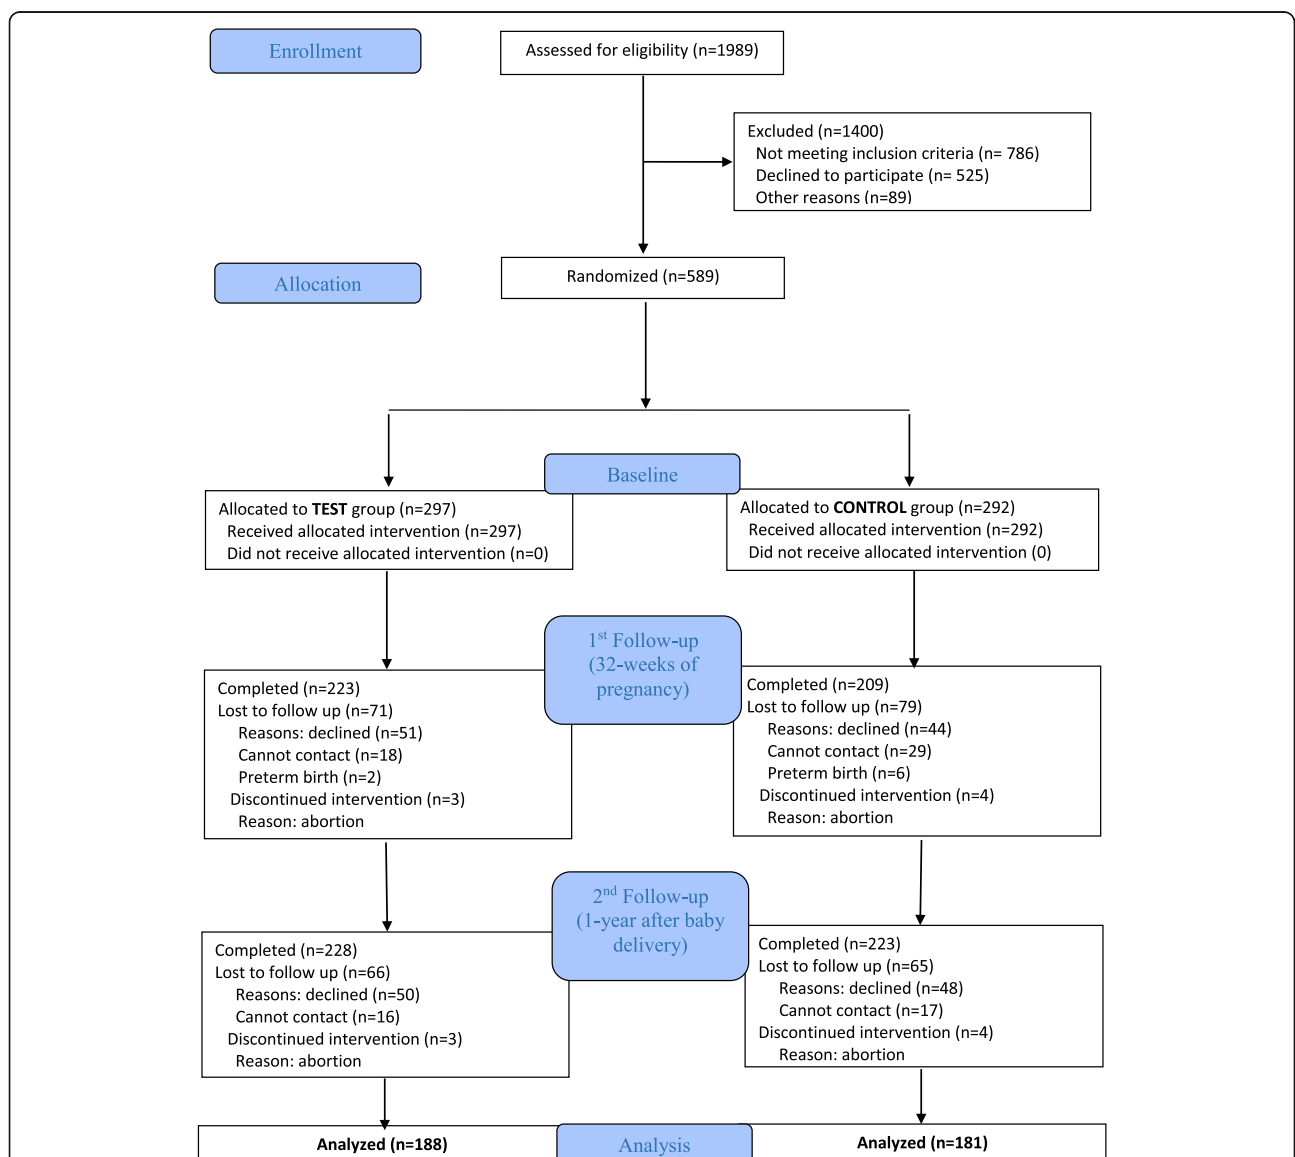 Enrollment
Assessed for eligibility (n=1989)
Excluded (n=1400)
Not meeting inclusion criteria (n= 786)
Declined to participate (n= 525)
Other reasons (n=89)
Allocation
Randomized (n=589)
Baseline
Allocated to TEST group (n=297)
Received allocated intervention (n=297)
Did not receive allocated intervention (n=0)
Allocated to CONTROL group (n=292)
Received allocated intervention (n=292)
Did not receive allocated intervention (0)
1st Follow-up
(32-weeks of
pregnancy)
Completed (n=223)
Lost to follow up (n=71)
Reasons: declined (n=51)
Cannot contact (n=18)
Preterm birth (n=2)
Discontinued intervention (n=3)
Reason: abortion
Completed (n=209)
Lost to follow up (n=79)
Reasons: declined (n=44)
Cannot contact (n=29)
Preterm birth (n=6)
Discontinued intervention (n=4)
Reason: abortion
2nd Follow-up
(1-year after baby
delivery)
Completed (n=228)
Lost to follow up (n=66)
Reasons: declined (n=50)
Cannot contact (n=16)
Discontinued intervention (n=3)
Reason: abortion
Completed (n=223)
Lost to follow up (n=65)
Reasons: declined (n=48)
Cannot contact (n=17)
Discontinued intervention (n=4)
Reason: abortion
Analysis
Analyzed (n=188)
Analyzed (n=181)